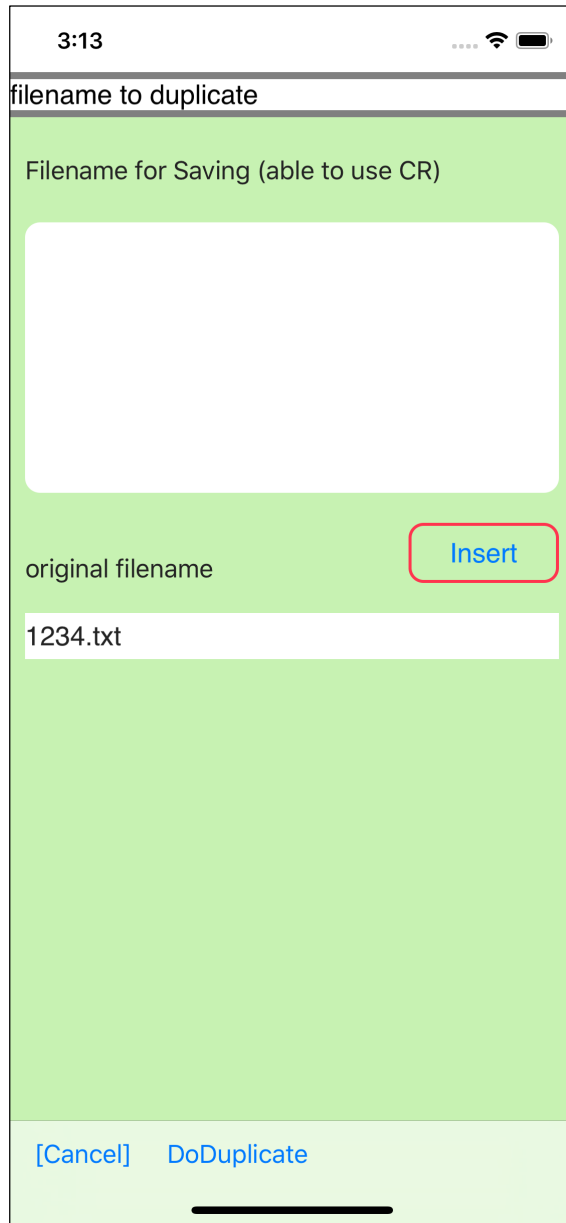 3:13
filename to duplicate
Filename for Saving (able to use CR)
Insert
original filename
1234.txt
[Cancel] DoDuplicate